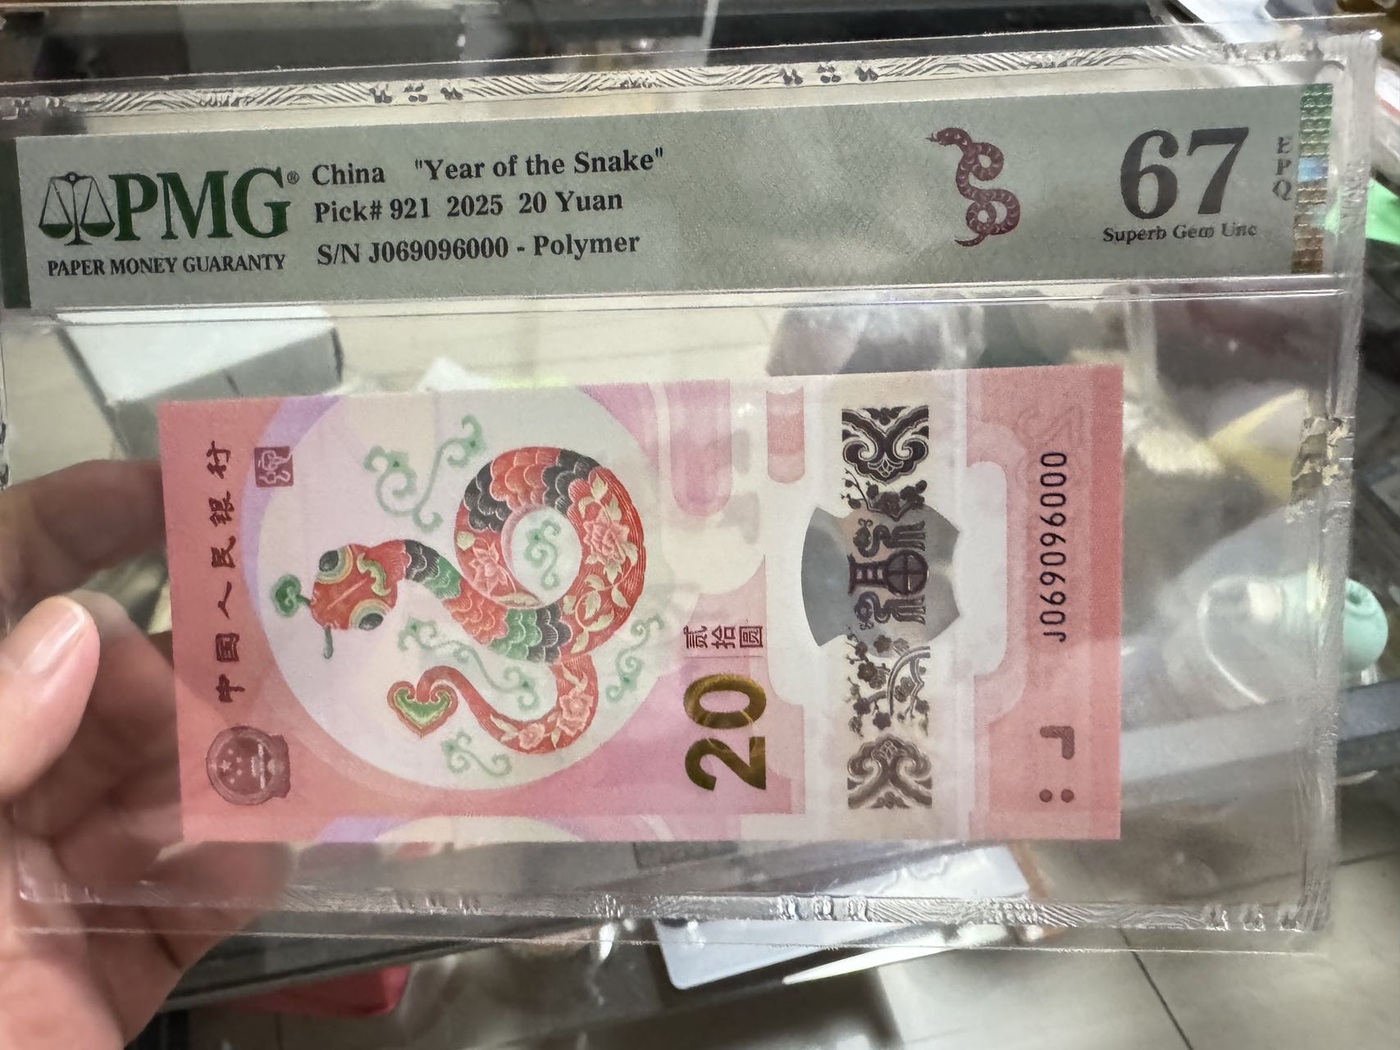 PMG®
PAPER MONEY GUARANTY
China "Year of the Snake"
Pick# 921 2025 20 Yuan
S/N J069096000 - Polymer
67
EPQ
Superb Gem Unc
中国人民银行
贰拾圆
20
福
J069096000